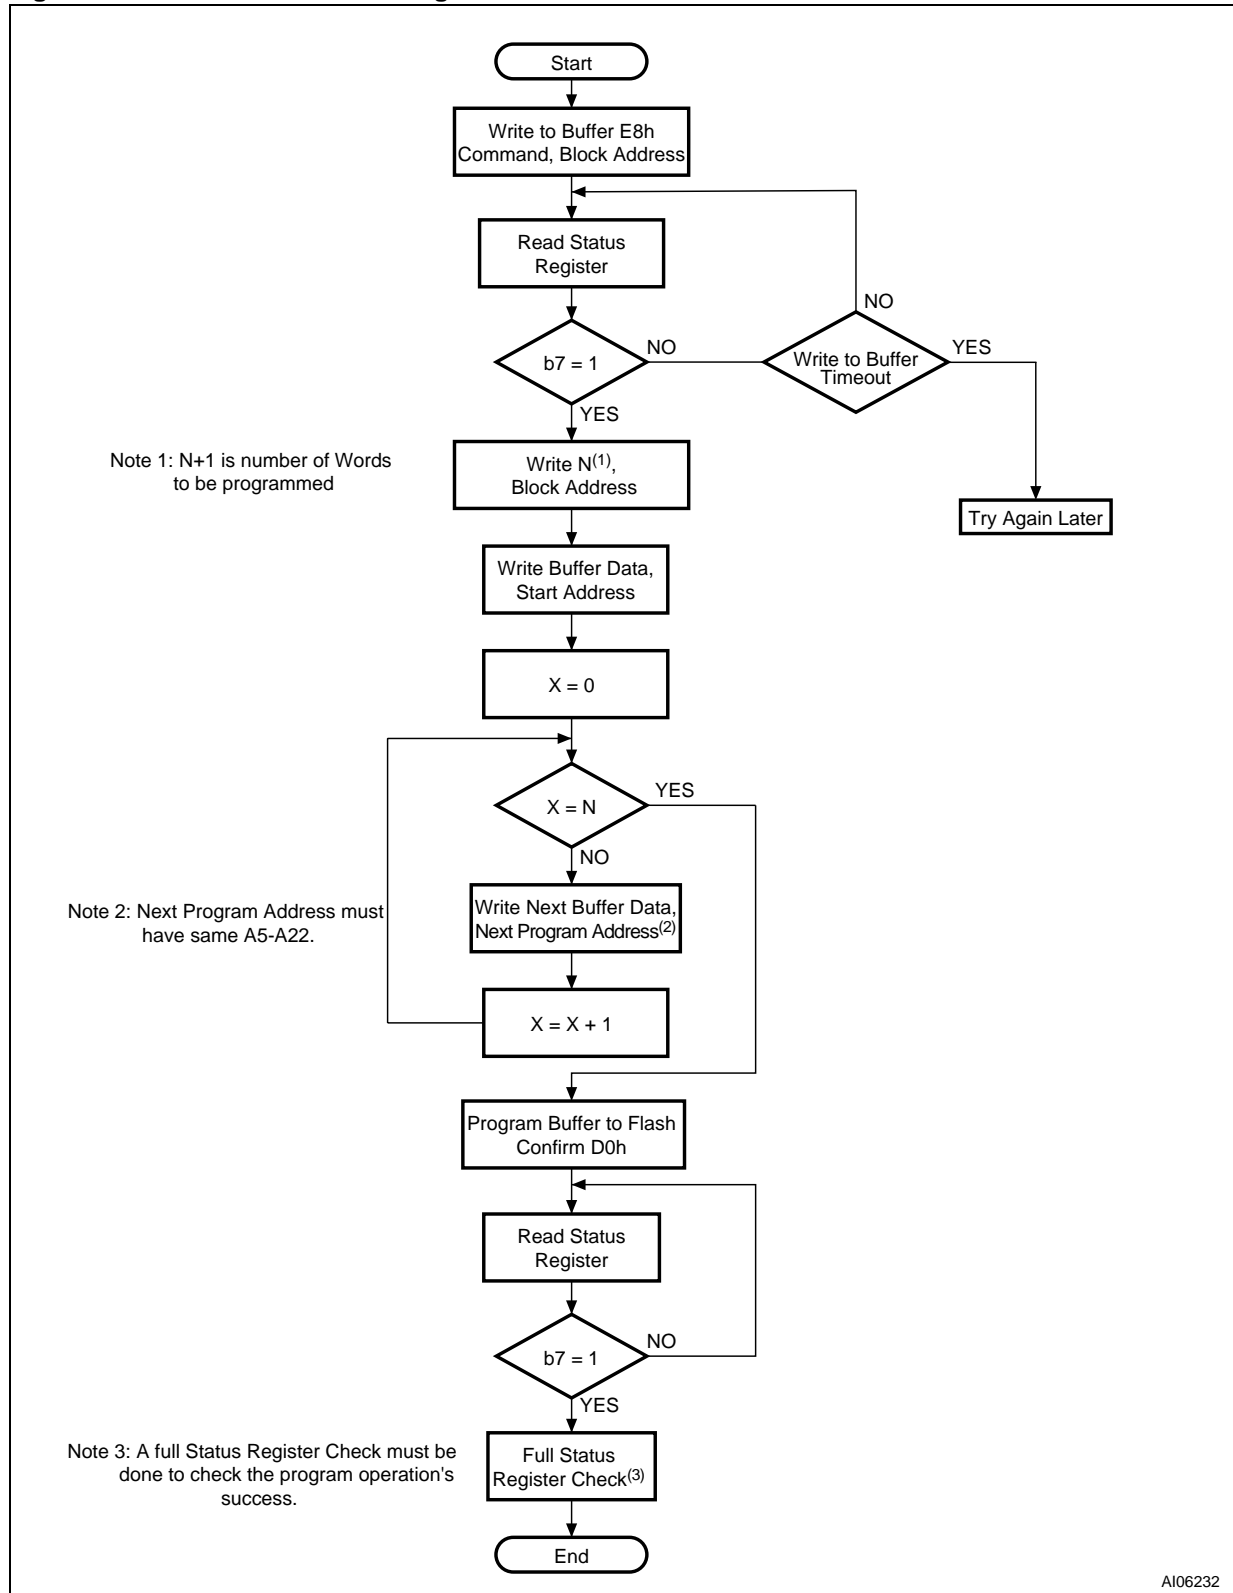 Start
Write to Buffer E8h
Command, Block Address
Read Status
Register
NO
b7 = 1
NO
Write to Buffer
Timeout
YES
YES
Note 1: N+1 is number of Words
to be programmed
Write N(1),
Block Address
Try Again Later
Write Buffer Data,
Start Address
X = 0
X = N
YES
NO
Note 2: Next Program Address must
have same A5-A22.
Write Next Buffer Data,
Next Program Address(2)
X = X + 1
Program Buffer to Flash
Confirm D0h
Read Status
Register
b7 = 1
NO
YES
Note 3: A full Status Register Check must be
done to check the program operation's
success.
Full Status
Register Check(3)
End
AI06232